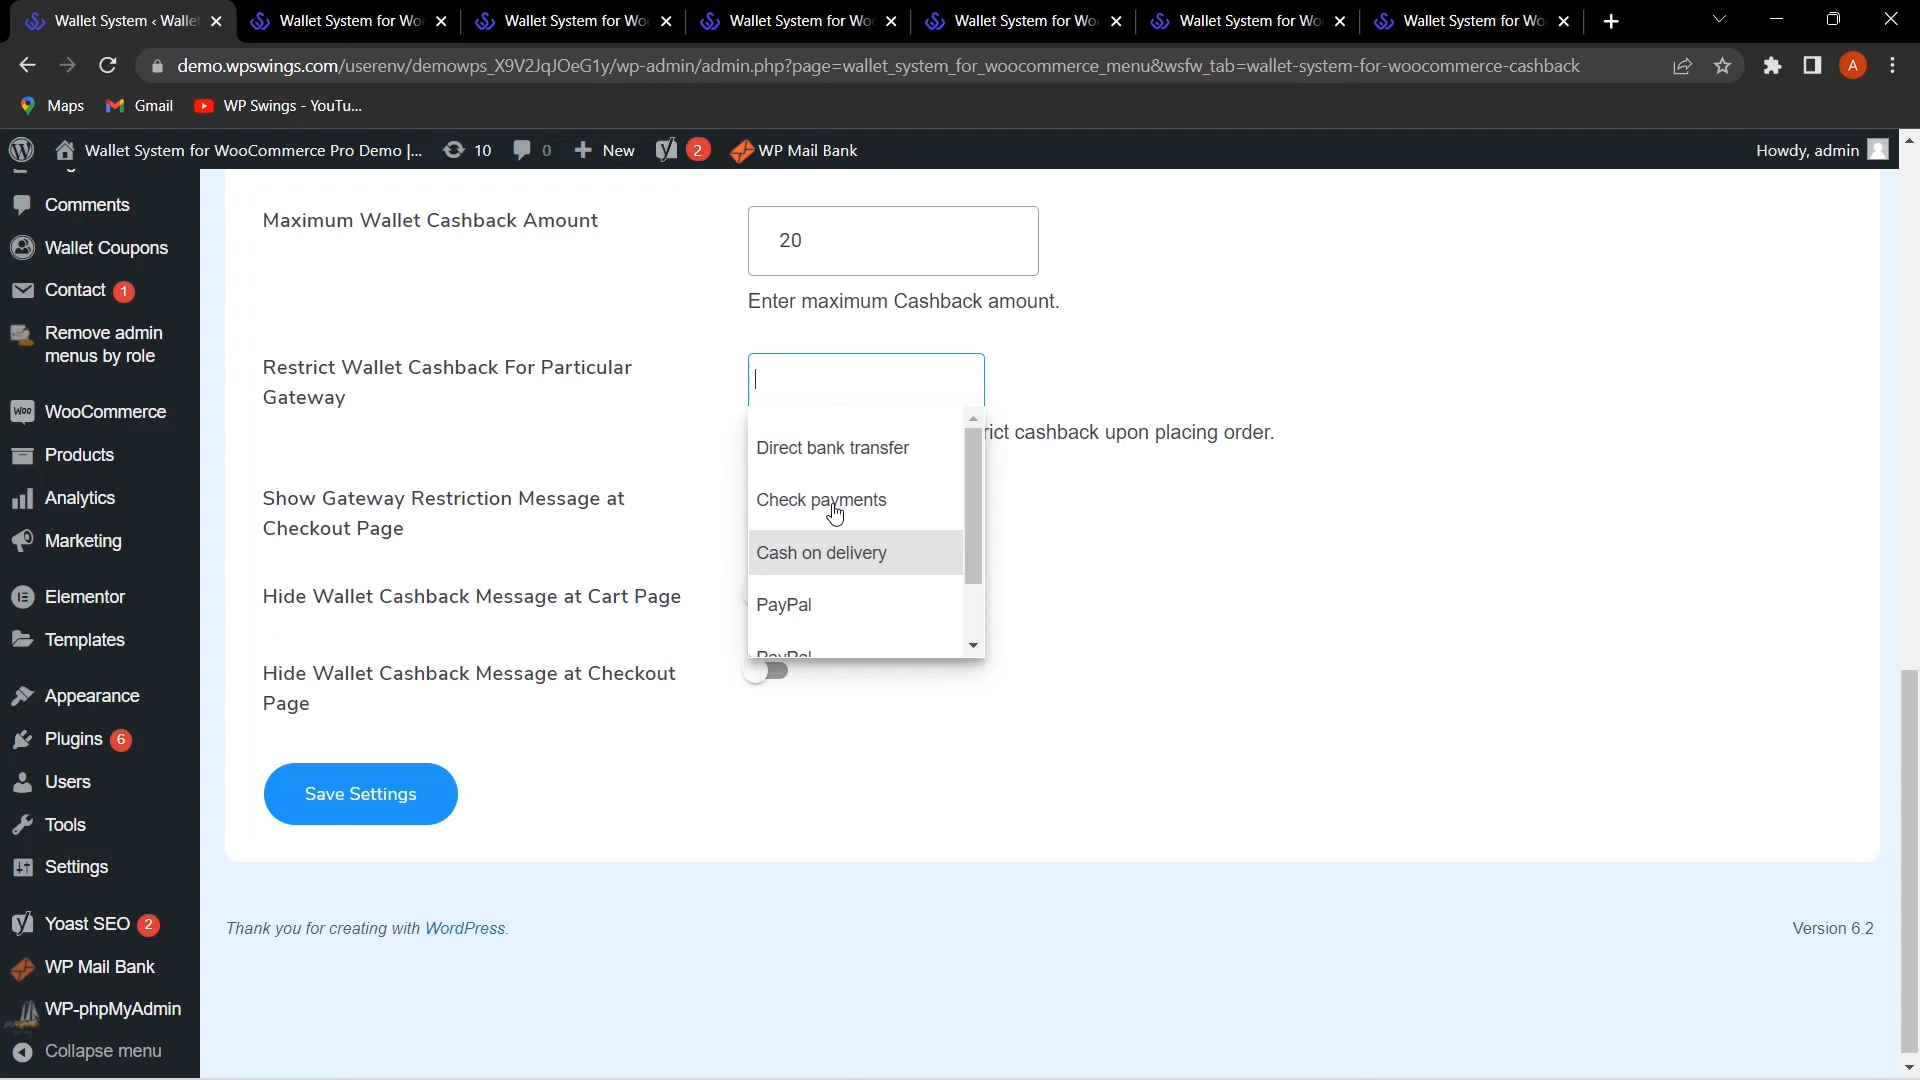 Wallet System ‹ Walle
Wallet System for Wo
Wallet System for Wo
Wallet System for Wo
Wallet System for Wo
Wallet System for Wo
Wallet System for Wo
demo.wpswings.com/userenv/demowps_X9V2JqJOeG1y/wp-admin/admin.php?page=wallet_system_for_woocommerce_menu&wsfw_tab=wallet-system-for-woocommerce-cashback
A
Maps
Gmail
WP Swings - YouTu...
Wallet System for WooCommerce Pro Demo |...
10
0
New
2
WP Mail Bank
Howdy, admin
Comments
Wallet Coupons
Contact 1
Remove admin
menus by role
WooCommerce
Products
Analytics
Marketing
Elementor
Templates
Appearance
Plugins 6
Users
Tools
Settings
Yoast SEO 2
WP Mail Bank
WP-phpMyAdmin
Collapse menu
Maximum Wallet Cashback Amount
20
Enter maximum Cashback amount.
Restrict Wallet Cashback For Particular
Gateway
rict cashback upon placing order.
Direct bank transfer
Check payments
Cash on delivery
PayPal
PayPal
Show Gateway Restriction Message at
Checkout Page
Hide Wallet Cashback Message at Cart Page
Hide Wallet Cashback Message at Checkout
Page
Save Settings
Thank you for creating with WordPress.
Version 6.2